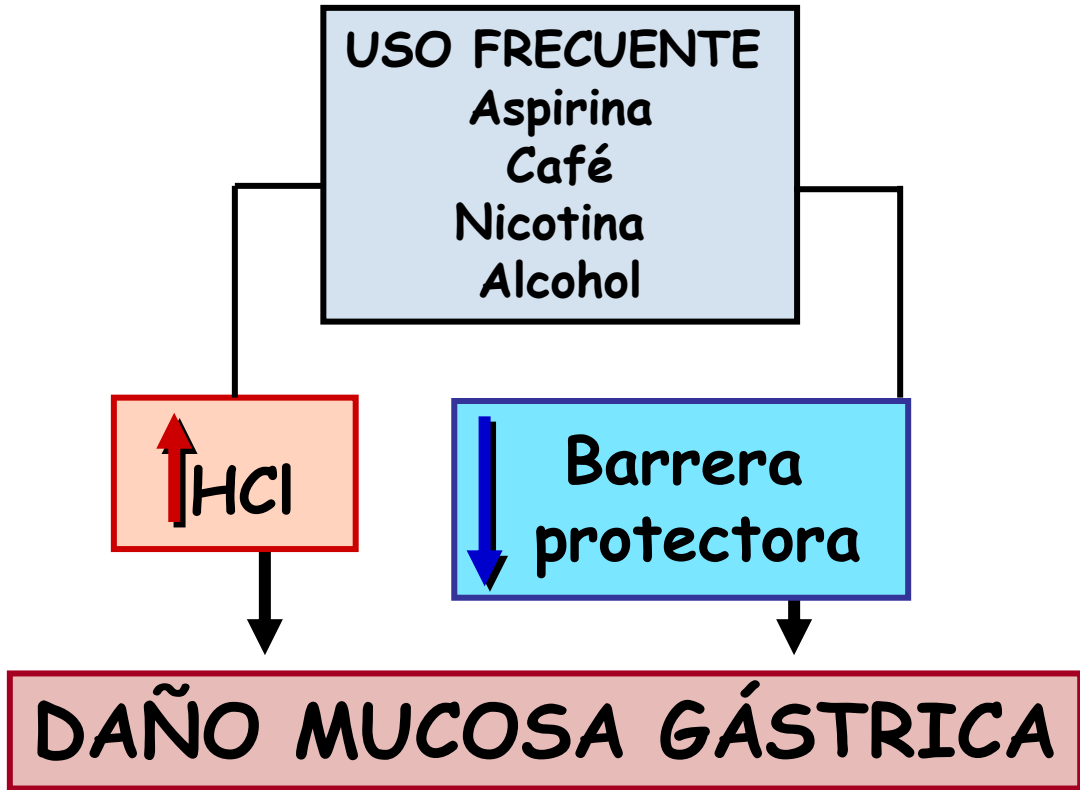 USO FRECUENTE
Aspirina
Café
Nicotina
Alcohol
HCl
Barrera
protectora
DAÑO MUCOSA GÁSTRICA